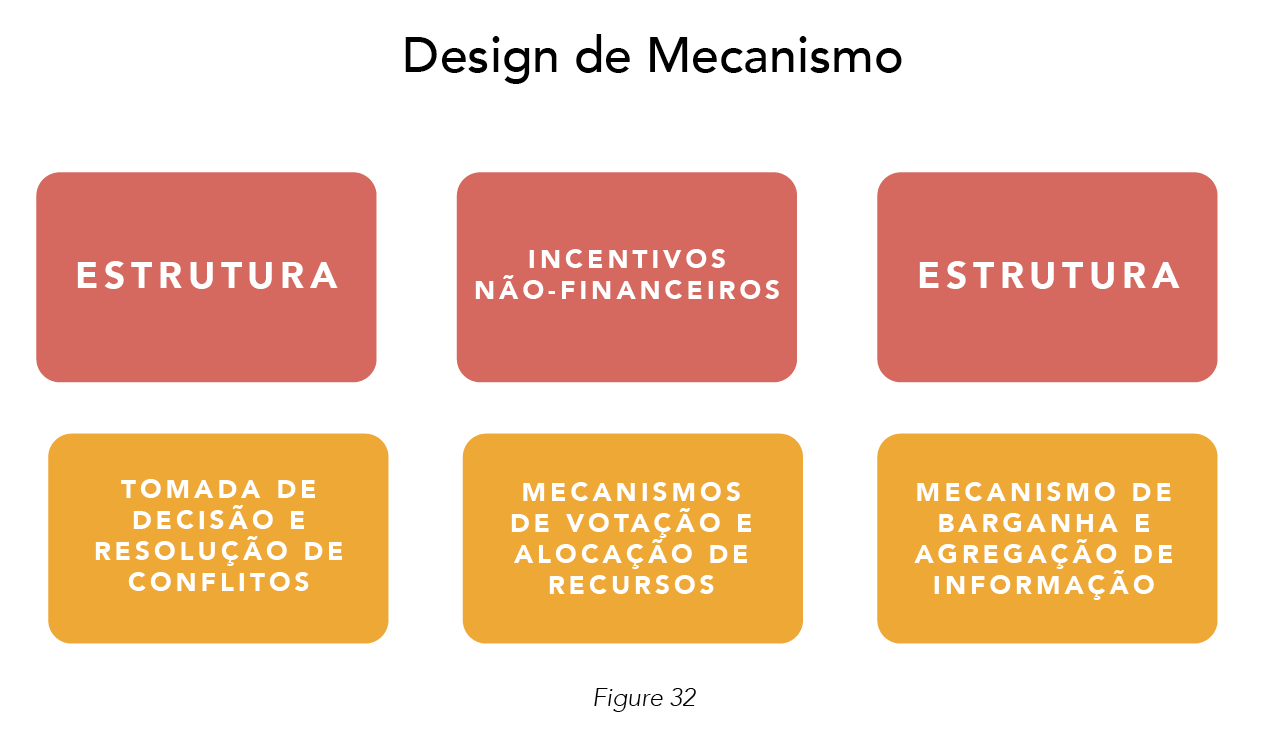 Design de Mecanismo
ESTRUTURA
INCENTIVOS
NÃO-FINANCEIROS
ESTRUTURA
TOMADA DE
DECISÃO E
RESOLUÇÃO DE
CONFLITOS
MECANISMOS
DE VOTAÇÃO E
ALOCAÇÃO DE
RECURSOS
MECANISMO DE
BARGANHA E
AGREGAÇÃO DE
INFORMAÇÃO
Figure 32